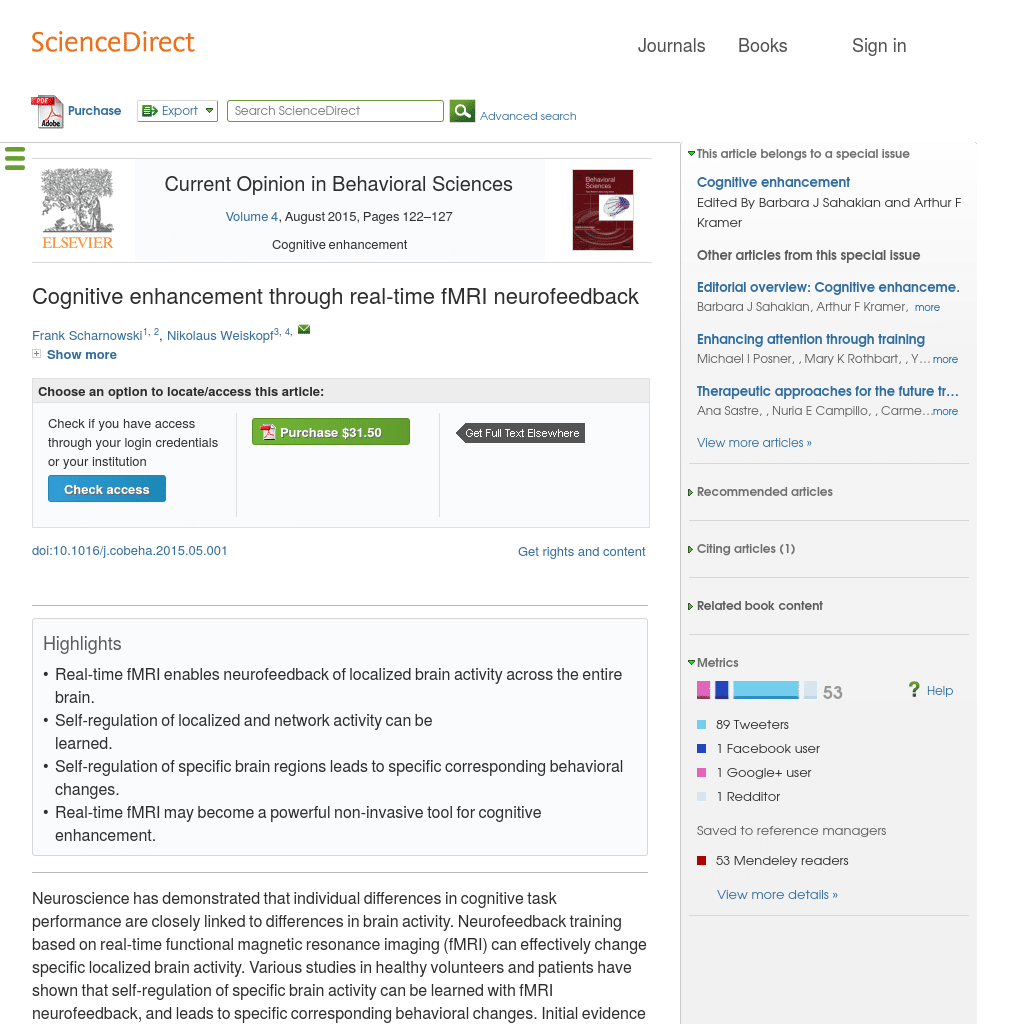 ScienceDirect
Journals
Books
Sign in
PDF
Adobe
Purchase
Export
Search ScienceDirect
Advanced search
ELSEVIER
Current Opinion in Behavioral Sciences
Volume 4, August 2015, Pages 122–127
Cognitive enhancement
Behavioral
Sciences
Cognitive enhancement through real-time fMRI neurofeedback
Frank Scharnowski1, 2, Nikolaus Weiskopf3, 4,
Show more
Choose an option to locate/access this article:
Check if you have access
through your login credentials
or your institution
Check access
Purchase $31.50
Get Full Text Elsewhere
doi:10.1016/j.cobeha.2015.05.001
Get rights and content
Highlights
• Real-time fMRI enables neurofeedback of localized brain activity across the entire
brain.
• Self-regulation of localized and network activity can be
learned.
• Self-regulation of specific brain regions leads to specific corresponding behavioral
changes.
• Real-time fMRI may become a powerful non-invasive tool for cognitive
enhancement.
Neuroscience has demonstrated that individual differences in cognitive task
performance are closely linked to differences in brain activity. Neurofeedback training
based on real-time functional magnetic resonance imaging (fMRI) can effectively change
specific localized brain activity. Various studies in healthy volunteers and patients have
shown that self-regulation of specific brain activity can be learned with fMRI
neurofeedback, and leads to specific corresponding behavioral changes. Initial evidence
This article belongs to a special issue
Cognitive enhancement
Edited By Barbara J Sahakian and Arthur F
Kramer
Other articles from this special issue
Editorial overview: Cognitive enhanceme.
Barbara J Sahakian, Arthur F Kramer, more
Enhancing attention through training
Michael I Posner, , Mary K Rothbart, , Y… more
Therapeutic approaches for the future tr…
Ana Sastre, , Nuria E Campillo, , Carme…more
View more articles »
Recommended articles
Citing articles (1)
Related book content
Metrics
53
? Help
89 Tweeters
1 Facebook user
1 Google+ user
1 Redditor
Saved to reference managers
53 Mendeley readers
View more details »